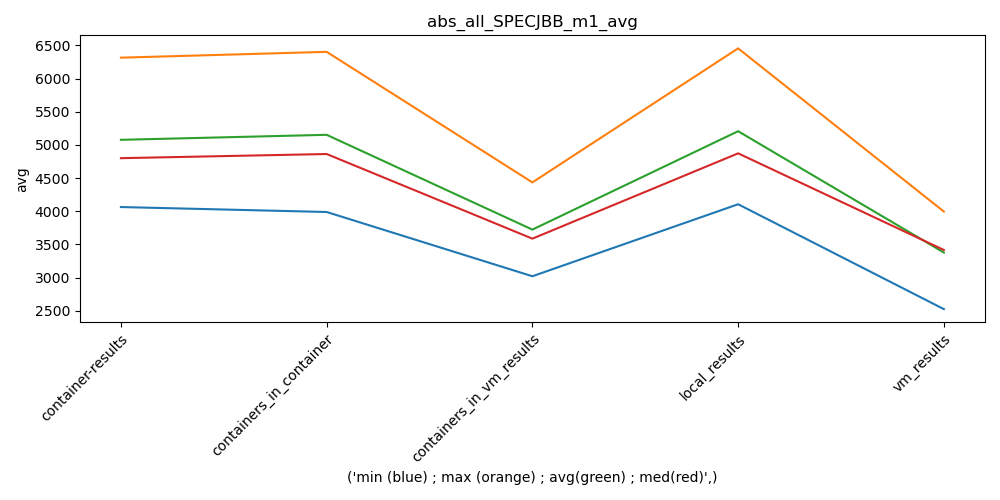 abs_all_SPECJBB_m1_avg
6500
6000
5500
5000
4500
4000
3500
3000
2500
avg
container-results
containers_in_container
containers_in_vm_results
local_results
vm_results
('min (blue) ; max (orange) ; avg(green) ; med(red)',)